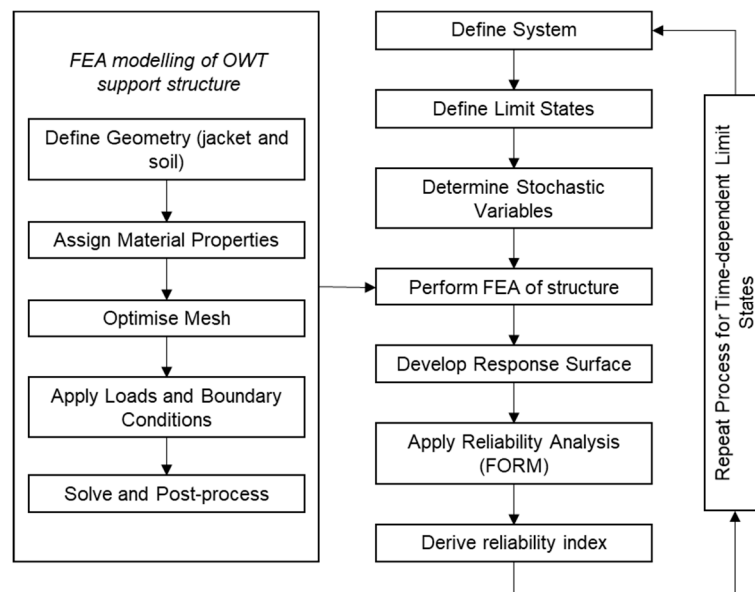 FEA modelling of OWT
support structure
Define Geometry (jacket and
soil)
Assign Material Properties
Optimise Mesh
Apply Loads and Boundary
Conditions
Solve and Post-process
Define System
Define Limit States
Determine Stochastic
Variables
Perform FEA of structure
Develop Response Surface
Apply Reliability Analysis
(FORM)
Derive reliability index
Repeat Process for Time-dependent Limit
States